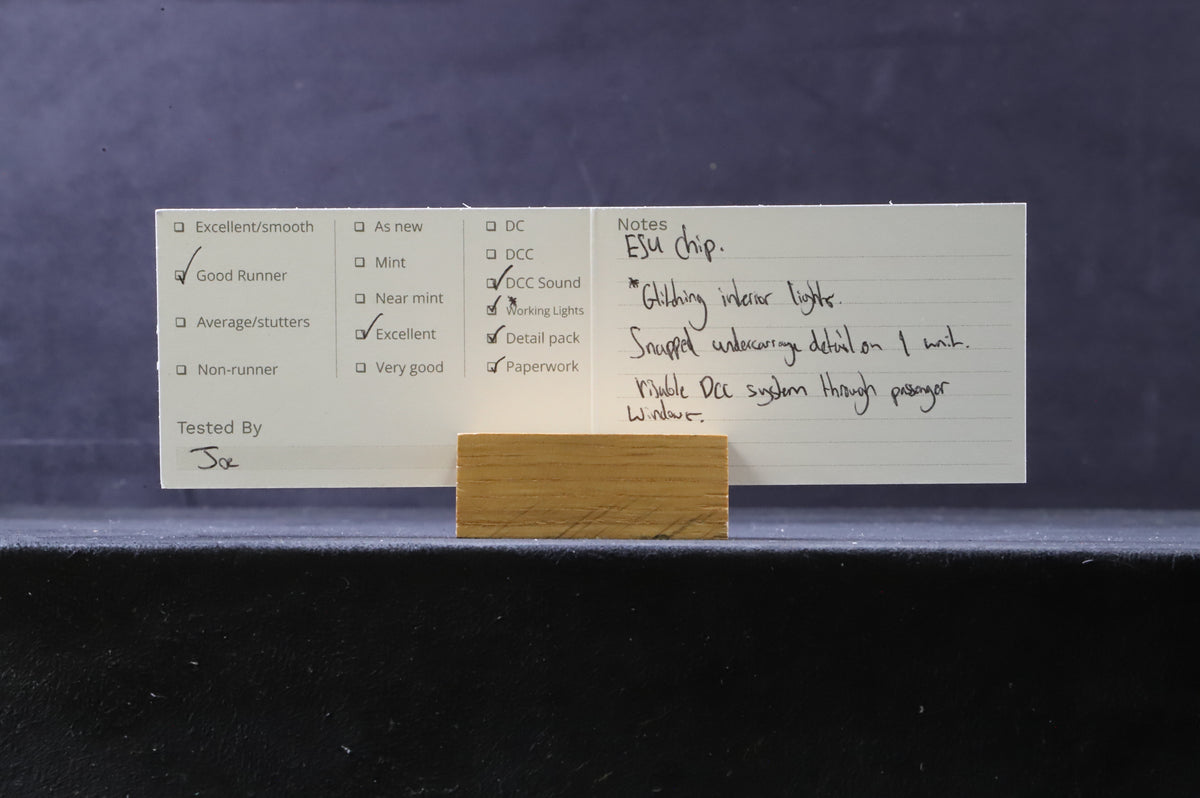 Excellent/smooth
Good Runner
Average/stutters
Non-runner
As new
Mint
Near mint
Excellent
Very good
DC
DCC
DCC Sound
* Working Lights
Detail pack
Paperwork
Tested By
Joe
Notes
ESU chip.
*Glitching interior lights.
Snapped undercarrage detail on 1 unit.
Visable DCC system through passenger
Windows.